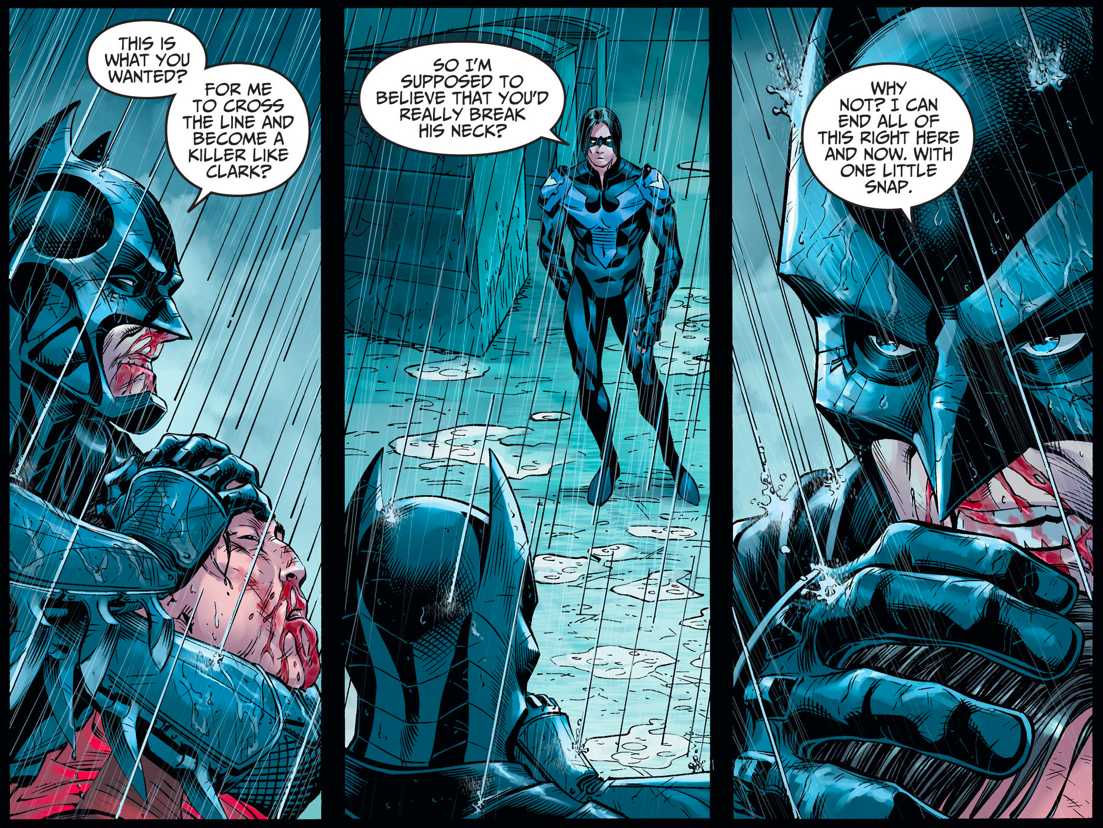 THIS IS
WHAT YOU
WANTED?
FOR ME
TO CROSS
THE LINE AND
BECOME A
KILLER LIKE
CLARK?
SO I'M
SUPPOSED TO
BELIEVE THAT YOU'D
REALLY BREAK
HIS NECK?
WHY
NOT? I CAN
END ALL OF
THIS RIGHT HERE
AND NOW. WITH
ONE LITTLE
SNAP.